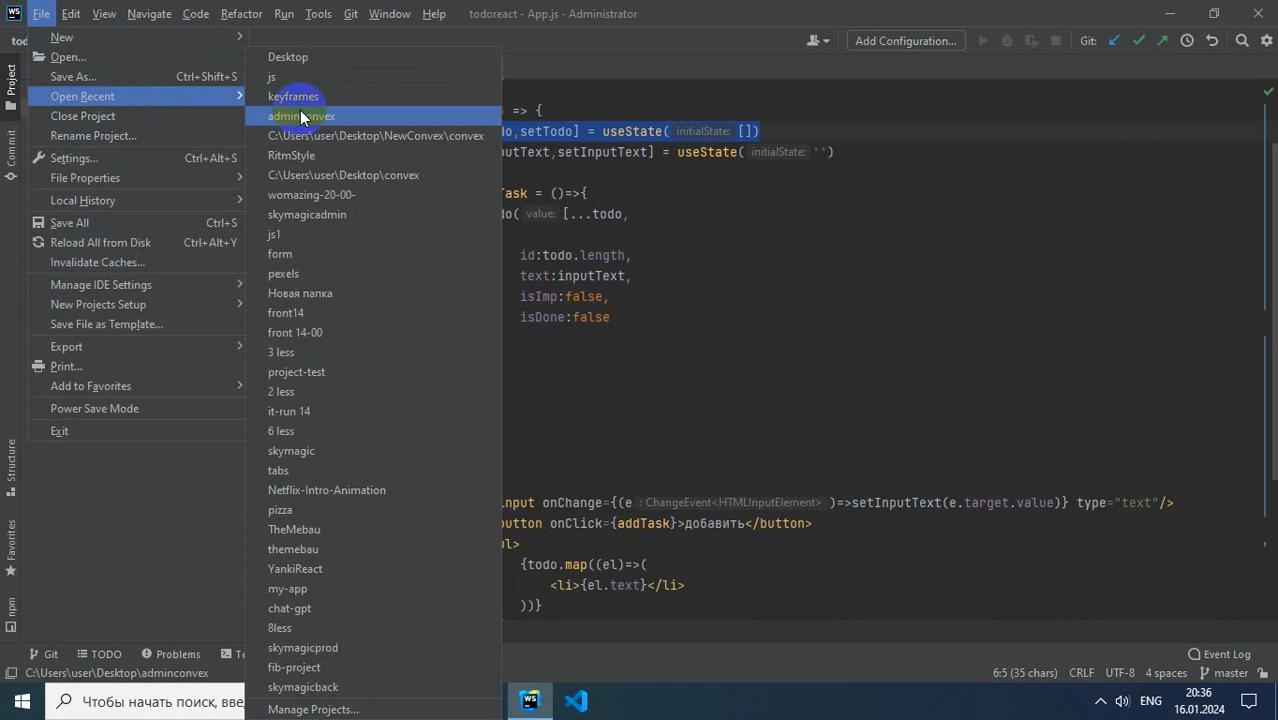 WS File Edit View Navigate Code Refactor Run Tools Git Window Help todoreact - App.js - Administrator
Add Configuration... Git:
New
Open...
Save As... Ctrl+Shift+S
Open Recent
Close Project
Rename Project...
Settings... Ctrl+Alt+S
File Properties
Local History
Save All Ctrl+S
Reload All from Disk Ctrl+Alt+Y
Invalidate Caches...
Manage IDE Settings
New Projects Setup
Save File as Template...
Export
Print...
Add to Favorites
Power Save Mode
Exit
Desktop
js
keyframes
adminconvex
C:\Users\user\Desktop\NewConvex\convex
RitmStyle
C:\Users\user\Desktop\convex
womazing-20-00-
skymagicadmin
js1
form
pexels
Новая папка
front14
front 14-00
3 less
project-test
2 less
it-run 14
6 less
skymagic
tabs
Netflix-Intro-Animation
pizza
TheMebau
themebau
YankiReact
my-app
chat-gpt
8less
skymagicprod
fib-project
skymagicback
Manage Projects...
) => {
o,setTodo] = useState( initialState: [])
putText,setInputText] = useState( initialState: '')
Task = ()=>{
do( value: [...todo,
id:todo.length,
text:inputText,
isImp:false,
isDone:false
nput onChange={(e : ChangeEvent<HTMLInputElement> )=>setInputText(e.target.value)} type="text"/>
utton onClick={addTask}>добавить</button>
ul>
{todo.map((el)=>(
<li>{el.text}</li>
))}
Project
Commit
Structure
Favorites
npm
Git TODO Problems Te Event Log
C:\Users\user\Desktop\adminconvex 6:5 (35 chars) CRLF UTF-8 4 spaces master
Чтобы начать поиск, вве ENG 20:36
16.01.2024